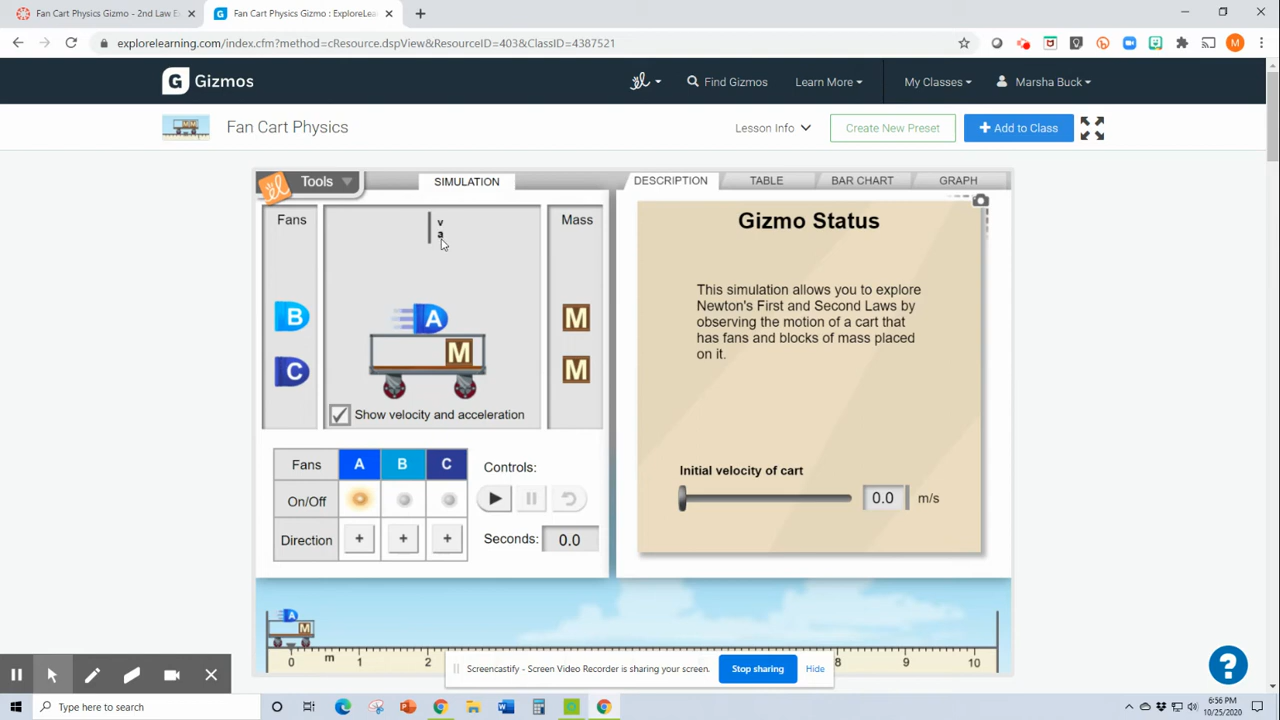 Fan Cart Physics Gizmo - 2nd Law E
Fan Cart Physics Gizmo : ExploreLea
explorelearning.com/index.cfm?method=cResource.dspView&ResourceID=403&ClassID=4387521
M
G Gizmos
Find Gizmos
Learn More
My Classes
Marsha Buck
Fan Cart Physics
Lesson Info
Create New Preset
+ Add to Class
Tools
SIMULATION
DESCRIPTION
TABLE
BAR CHART
GRAPH
Fans
v
a
Mass
B
C
A
M
M
M
Show velocity and acceleration
Gizmo Status
This simulation allows you to explore
Newton's First and Second Laws by
observing the motion of a cart that
has fans and blocks of mass placed
on it.
Initial velocity of cart
0.0 m/s
Fans A B C
On/Off
Direction + + +
Controls:
Seconds: 0.0
A
M
0 m 1 2 8 9 10
Screencastify - Screen Video Recorder is sharing your screen.
Stop sharing
Hide
?
Type here to search
6:56 PM
10/25/2020